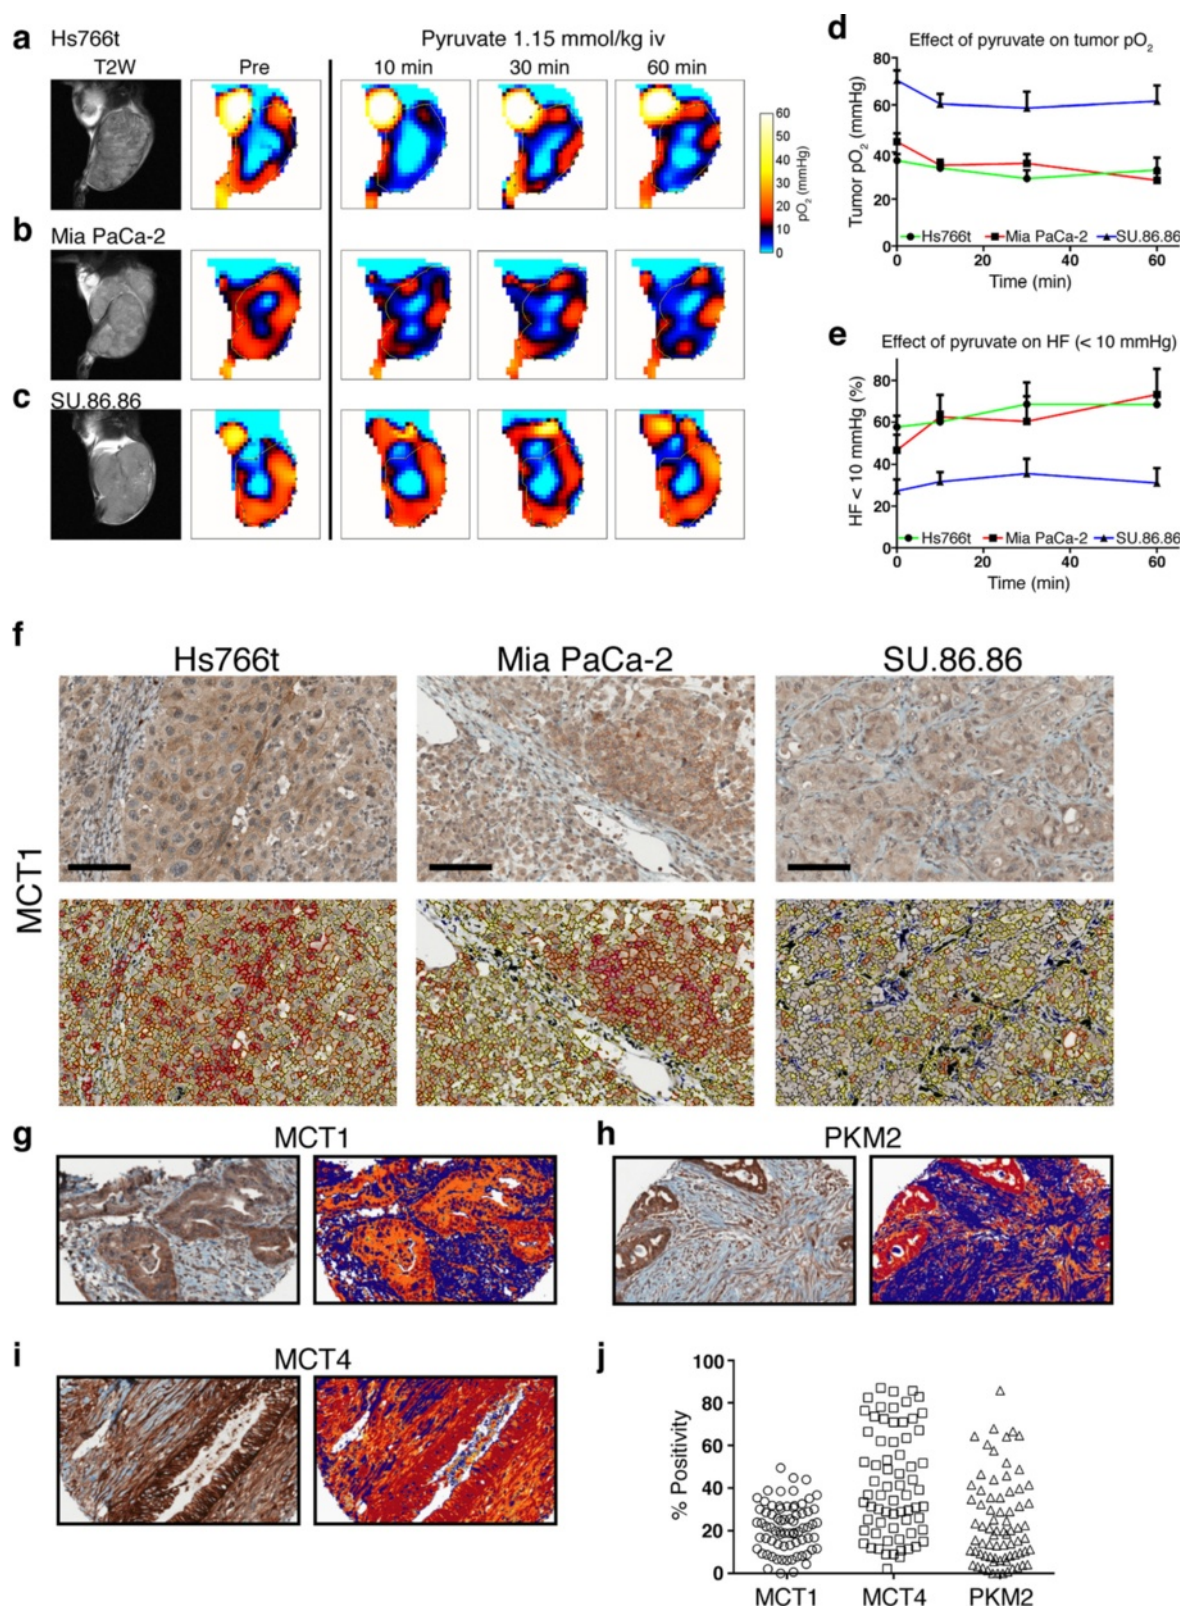 a Hs766t
Pyruvate 1.15 mmol/kg iv
T2W Pre 10 min 30 min 60 min
60
50
40
30
20
10
0
pO2 (mmHg)
b Mia PaCa-2
c SU.86.86
d
Effect of pyruvate on tumor pO2
Tumor pO2 (mmHg)
80
60
40
20
0
Hs766t Mia PaCa-2 SU.86.86
0 20 40 60
Time (min)
e
Effect of pyruvate on HF (< 10 mmHg)
HF < 10 mmHg (%)
80
60
40
20
0
Hs766t Mia PaCa-2 SU.86.86
0 20 40 60
Time (min)
f
Hs766t Mia PaCa-2 SU.86.86
MCT1
g MCT1
h PKM2
i MCT4
j
% Positivity
100
80
60
40
20
0
MCT1 MCT4 PKM2